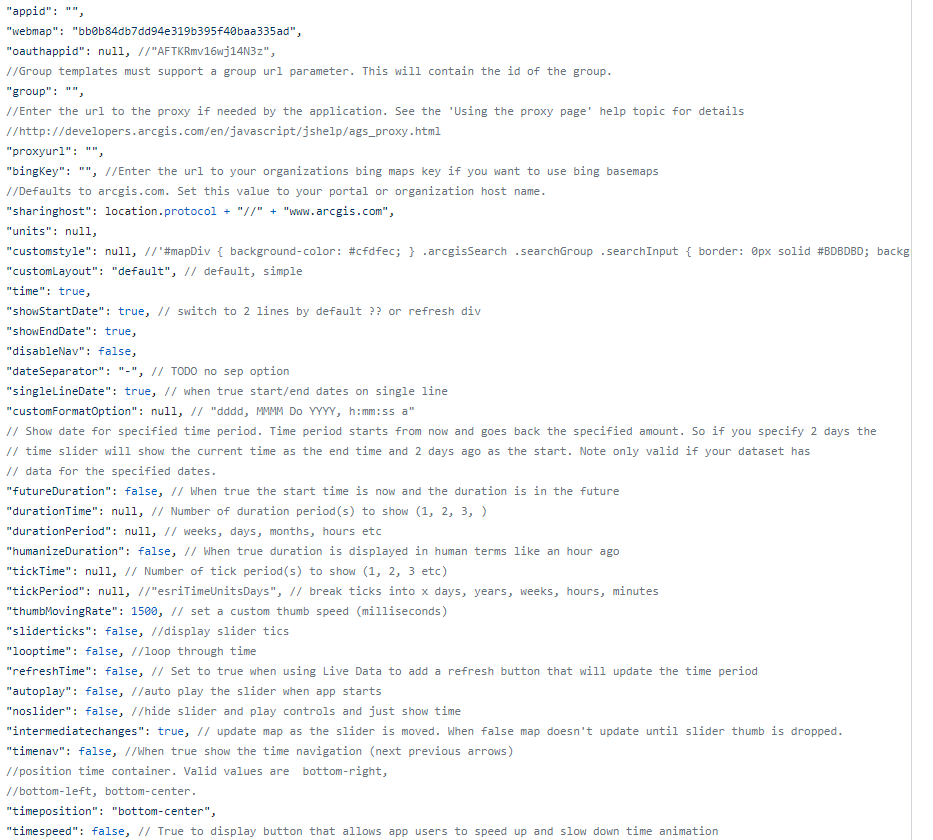 "appid": "",
"webmap": "bb0b84db7dd94e319b395f40baa335ad",
"oauthappid": null, //"AFTKRmv16wj14N3z",
//Group templates must support a group url parameter. This will contain the id of the group.
"group": "",
//Enter the url to the proxy if needed by the application. See the 'Using the proxy page' help topic for details
//http://developers.arcgis.com/en/javascript/jshelp/ags_proxy.html
"proxyurl": "",
"bingKey": "", //Enter the url to your organizations bing maps key if you want to use bing basemaps
//Defaults to arcgis.com. Set this value to your portal or organization host name.
"sharinghost": location.protocol + "//" + "www.arcgis.com",
"units": null,
"customstyle": null, //'#mapDiv { background-color: #cfdfec; } .arcgisSearch .searchGroup .searchInput { border: 0px solid #BDBDBD; backg
"customLayout": "default", // default, simple
"time": true,
"showStartDate": true, // switch to 2 lines by default ?? or refresh div
"showEndDate": true,
"disableNav": false,
"dateSeparator": "-", // TODO no sep option
"singleLineDate": true, // when true start/end dates on single line
"customFormatOption": null, // "dddd, MMMM Do YYYY, h:mm:ss a"
// Show date for specified time period. Time period starts from now and goes back the specified amount. So if you specify 2 days the
// time slider will show the current time as the end time and 2 days ago as the start. Note only valid if your dataset has
// data for the specified dates.
"futureDuration": false, // When true the start time is now and the duration is in the future
"durationTime": null, // Number of duration period(s) to show (1, 2, 3, )
"durationPeriod": null, // weeks, days, months, hours etc
"humanizeDuration": false, // When true duration is displayed in human terms like an hour ago
"tickTime": null, // Number of tick period(s) to show (1, 2, 3 etc)
"tickPeriod": null, //"esriTimeUnitsDays", // break ticks into x days, years, weeks, hours, minutes
"thumbMovingRate": 1500, // set a custom thumb speed (milliseconds)
"sliderticks": false, //display slider tics
"looptime": false, //loop through time
"refreshTime": false, // Set to true when using Live Data to add a refresh button that will update the time period
"autoplay": false, //auto play the slider when app starts
"noslider": false, //hide slider and play controls and just show time
"intermediatechanges": true, // update map as the slider is moved. When false map doesn't update until slider thumb is dropped.
"timenav": false, //When true show the time navigation (next previous arrows)
//position time container. Valid values are  bottom-right,
//bottom-left, bottom-center.
"timeposition": "bottom-center",
"timespeed": false, // True to display button that allows app users to speed up and slow down time animation